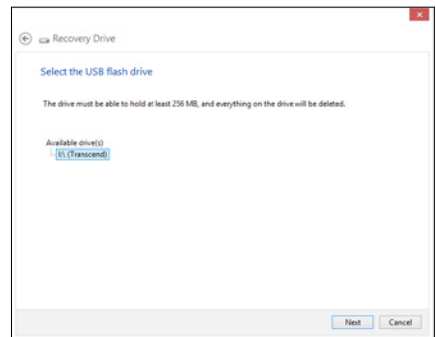 Recovery Drive
Select the USB flash drive
The drive must be able to hold at least 256 MB, and everything on the drive will be deleted.
Available drive(s)
I:\ (Transcend)
Next
Cancel